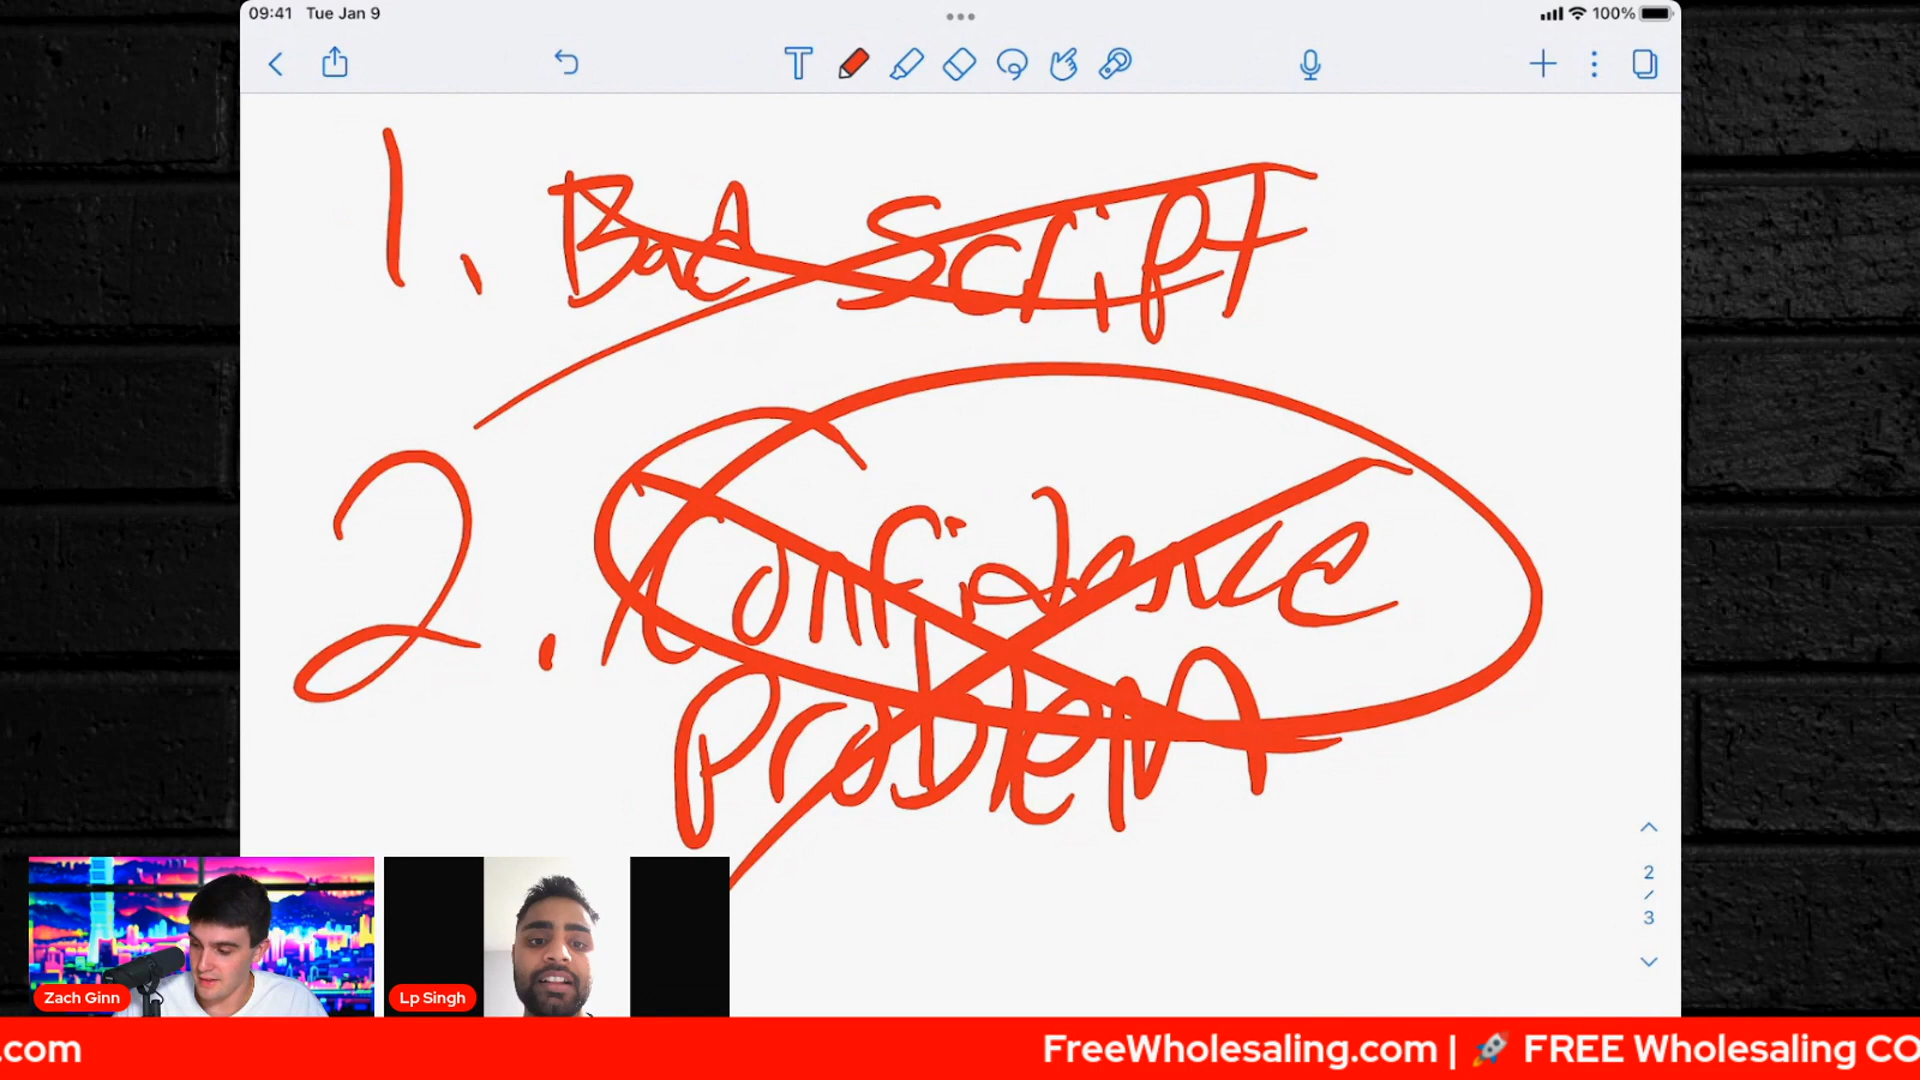 09:41 Tue Jan 9
100%
T
1. Bad Script
2. Confidence
Problem
2
/
3
Zach Ginn
Lp Singh
.com
FreeWholesaling.com | 🚀 FREE Wholesaling CO